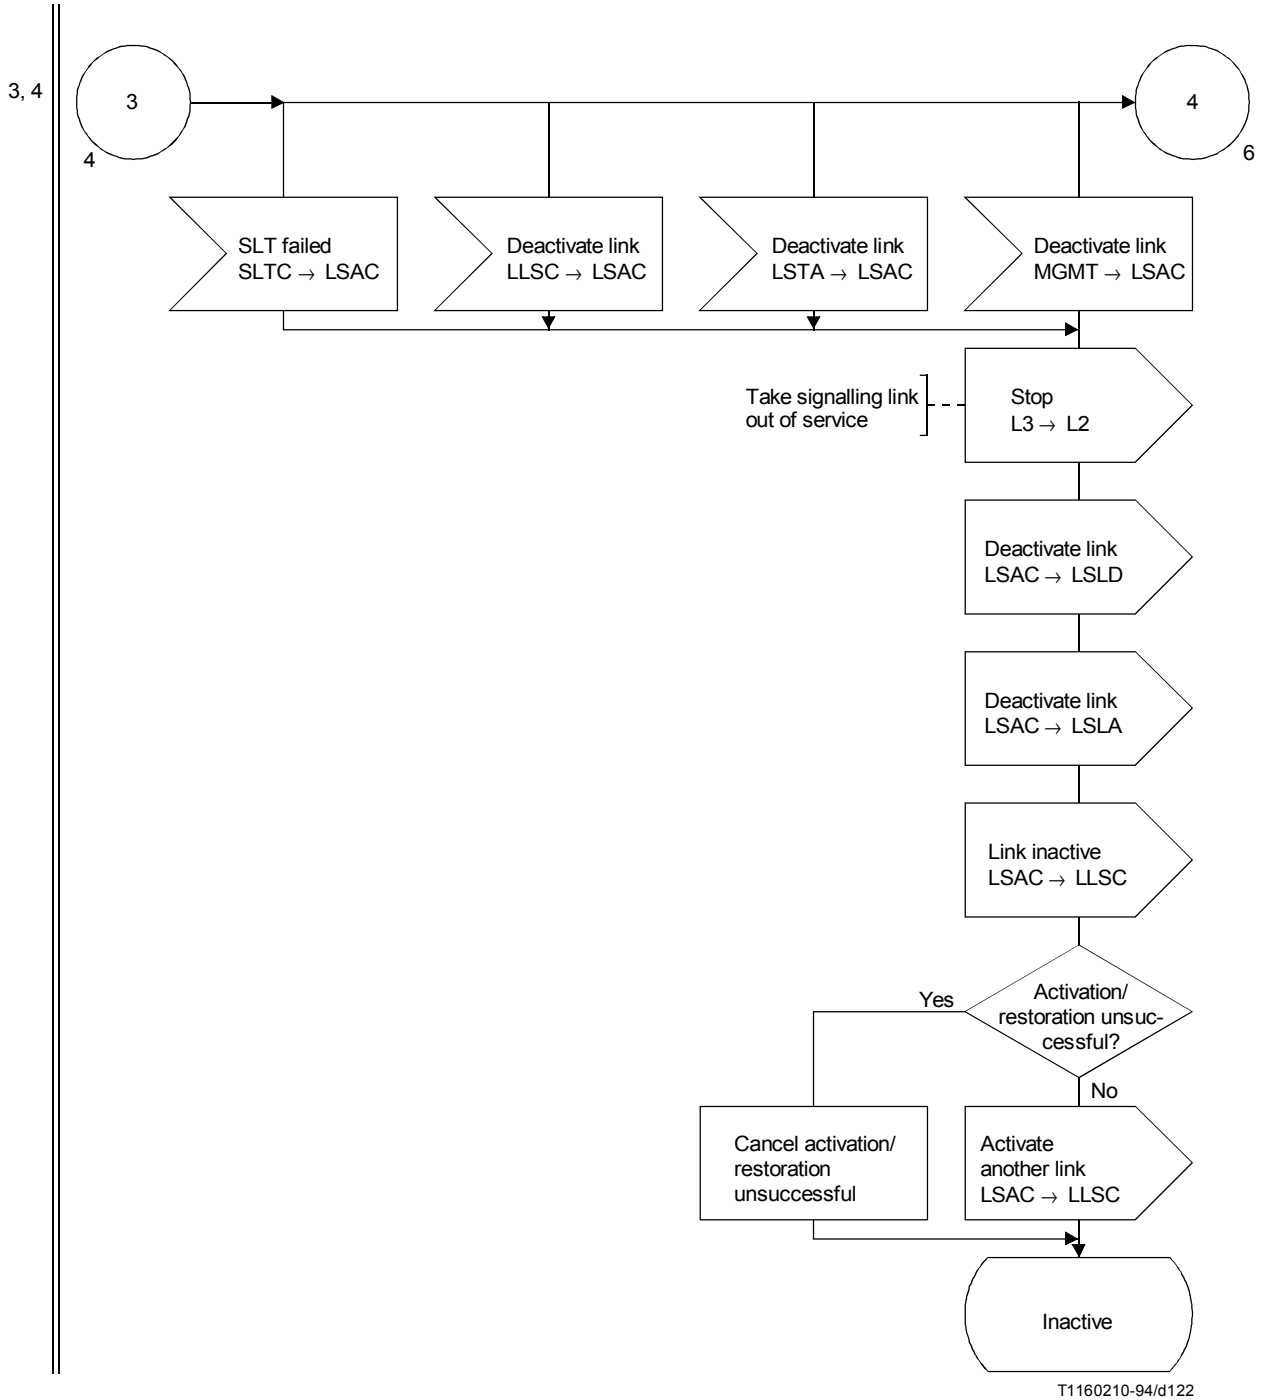 3, 4
3
4
4
6
SLT failed
SLTC → LSAC
Deactivate link
LLSC → LSAC
Deactivate link
LSTA → LSAC
Deactivate link
MGMT → LSAC
Take signalling link
out of service
Stop
L3 → L2
Deactivate link
LSAC → LSLD
Deactivate link
LSAC → LSLA
Link inactive
LSAC → LLSC
Yes
Activation/
restoration unsuc-
cessful?
No
Cancel activation/
restoration
unsuccessful
Activate
another link
LSAC → LLSC
Inactive
T1160210-94/d122